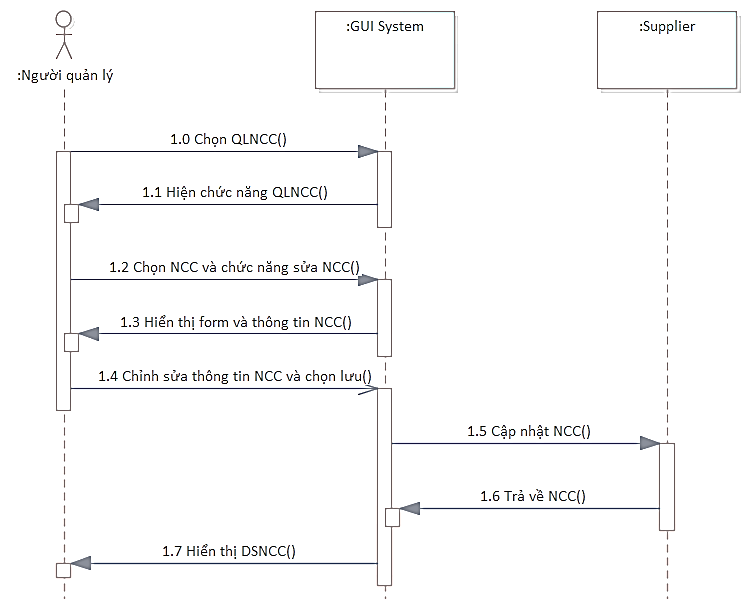 :GUI System
:Supplier
:Người quản lý
1.0 Chọn QLNCC()
1.1 Hiện chức năng QLNCC()
1.2 Chọn NCC và chức năng sửa NCC()
1.3 Hiển thị form và thông tin NCC()
1.4 Chỉnh sửa thông tin NCC và chọn lưu()
1.5 Cập nhật NCC()
1.6 Trả về NCC()
1.7 Hiển thị DSNCC()